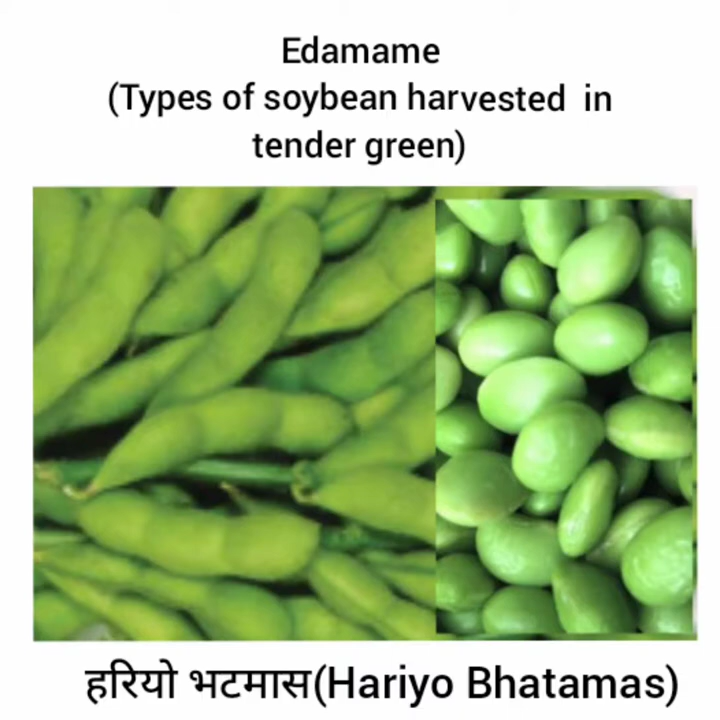 Edamame
(Types of soybean harvested in
tender green)
हरियो भटमास(Hariyo Bhatamas)